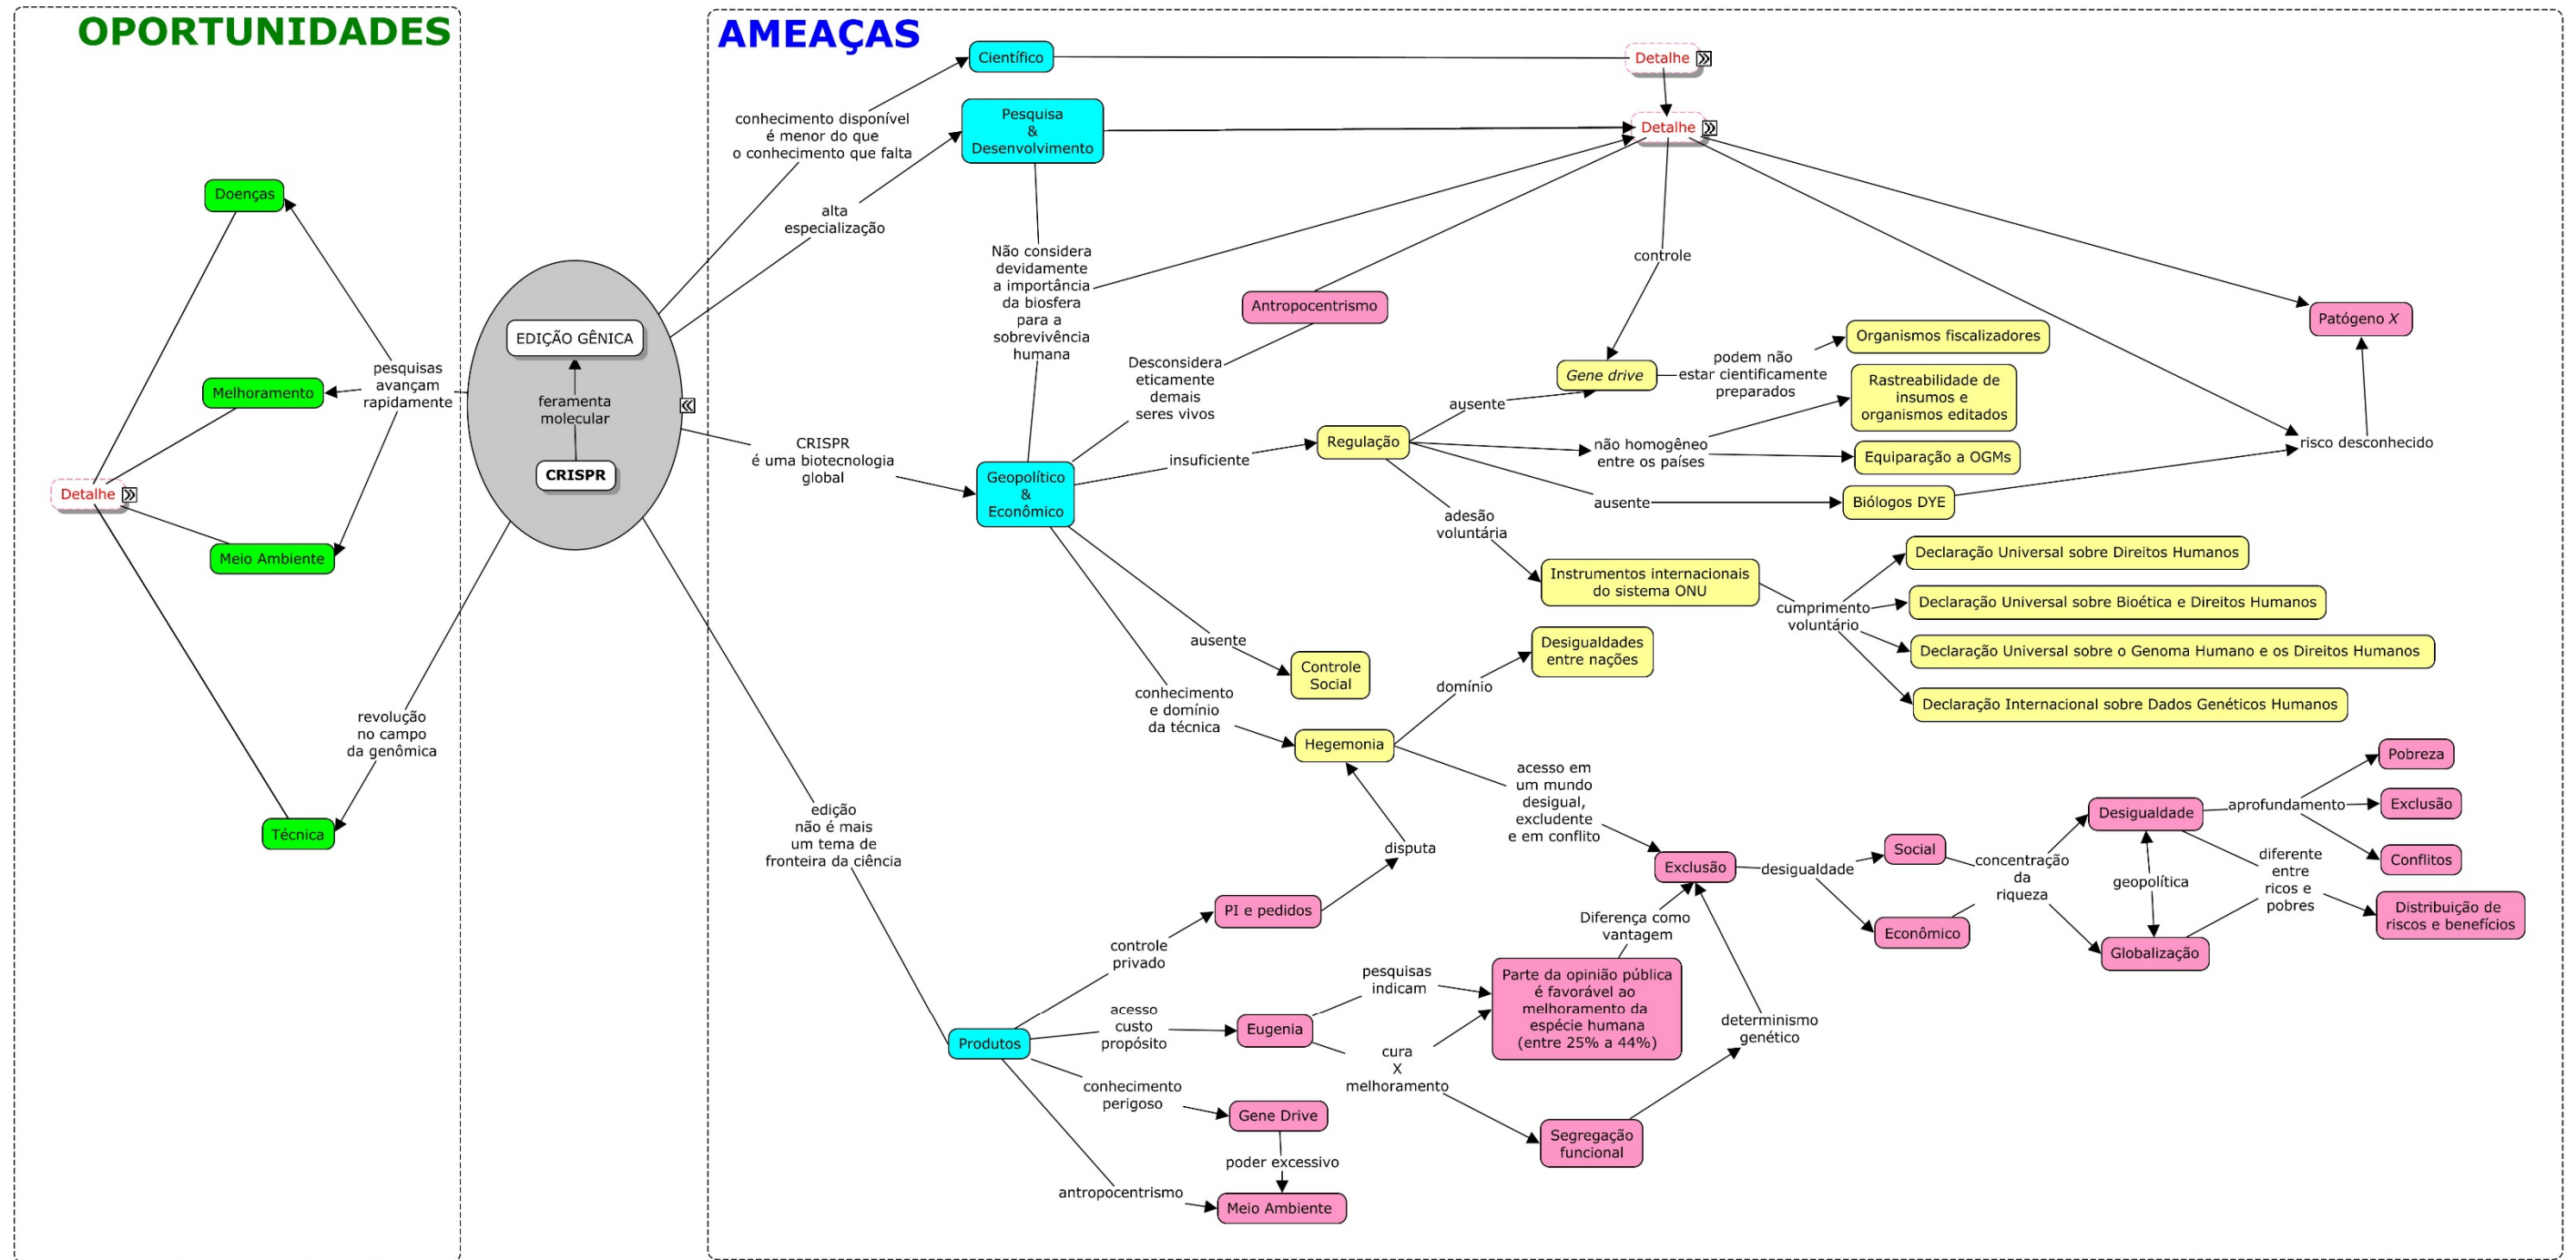 OPORTUNIDADES
Doenças
Melhoramento
Detalhe
Meio Ambiente
Técnica
pesquisas
avançam
rapidamente
revolução
no campo
da genômica
EDIÇÃO GÊNICA
feramenta
molecular
CRISPR
AMEAÇAS
conhecimento disponível
é menor do que
o conhecimento que falta
alta
especialização
CRISPR
é uma biotecnologia
global
edição
não é mais
um tema de
fronteira da ciência
Científico
Detalhe
Pesquisa
&
Desenvolvimento
Detalhe
Não considera
devidamente
a importância
da biosfera
para a
sobrevivência
humana
Antropocentrismo
Desconsidera
eticamente
demais
seres vivos
controle
Patógeno X
Gene drive
podem não
estar cientificamente
preparados
Organismos fiscalizadores
Rastreabilidade de
insumos e
organismos editados
ausente
Regulação
não homogêneo
entre os países
Equiparação a OGMs
risco desconhecido
insuficiente
Geopolítico
&
Econômico
ausente
Biólogos DYE
adesão
voluntária
Instrumentos internacionais
do sistema ONU
cumprimento
voluntário
Declaração Universal sobre Direitos Humanos
Declaração Universal sobre Bioética e Direitos Humanos
Declaração Universal sobre o Genoma Humano e os Direitos Humanos
Declaração Internacional sobre Dados Genéticos Humanos
ausente
Controle
Social
Desigualdades
entre nações
domínio
conhecimento
e domínio
da técnica
Hegemonia
acesso em
um mundo
desigual,
excludente
e em conflito
disputa
Exclusão
desigualdade
Social
Econômico
concentração
da
riqueza
Desigualdade
geopolítica
Globalização
aprofundamento
Pobreza
Exclusão
Conflitos
diferente
entre
ricos e
pobres
Distribuição de
riscos e benefícios
PI e pedidos
controle
privado
Diferença como
vantagem
Produtos
acesso
custo
propósito
Eugenia
pesquisas
indicam
Parte da opinião pública
é favorável ao
melhoramento da
espécie humana
(entre 25% a 44%)
determinismo
genético
cura
X
melhoramento
Segregação
funcional
conhecimento
perigoso
Gene Drive
poder excessivo
antropocentrismo
Meio Ambiente